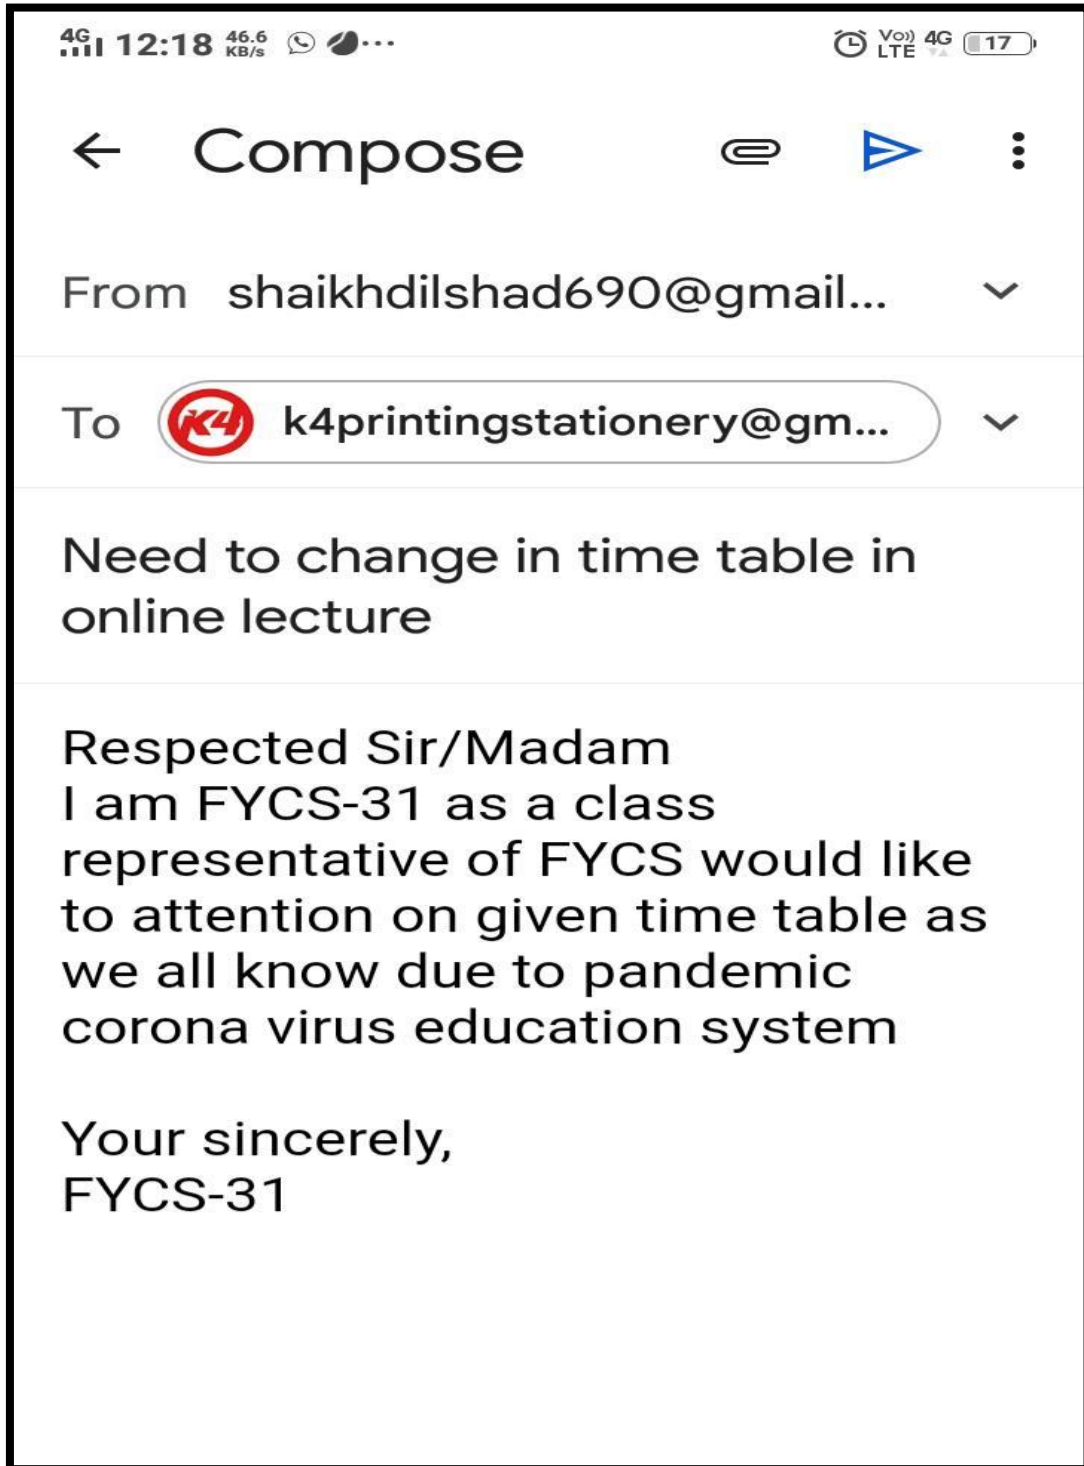 4G 12:18 46.6 KB/s ... VoLTE 4G 17
Compose
From shaikhdilshad690@gmail...
To K4 k4printingstationery@gm...
Need to change in time table in
online lecture
Respected Sir/Madam
I am FYCS-31 as a class
representative of FYCS would like
to attention on given time table as
we all know due to pandemic
corona virus education system
Your sincerely,
FYCS-31